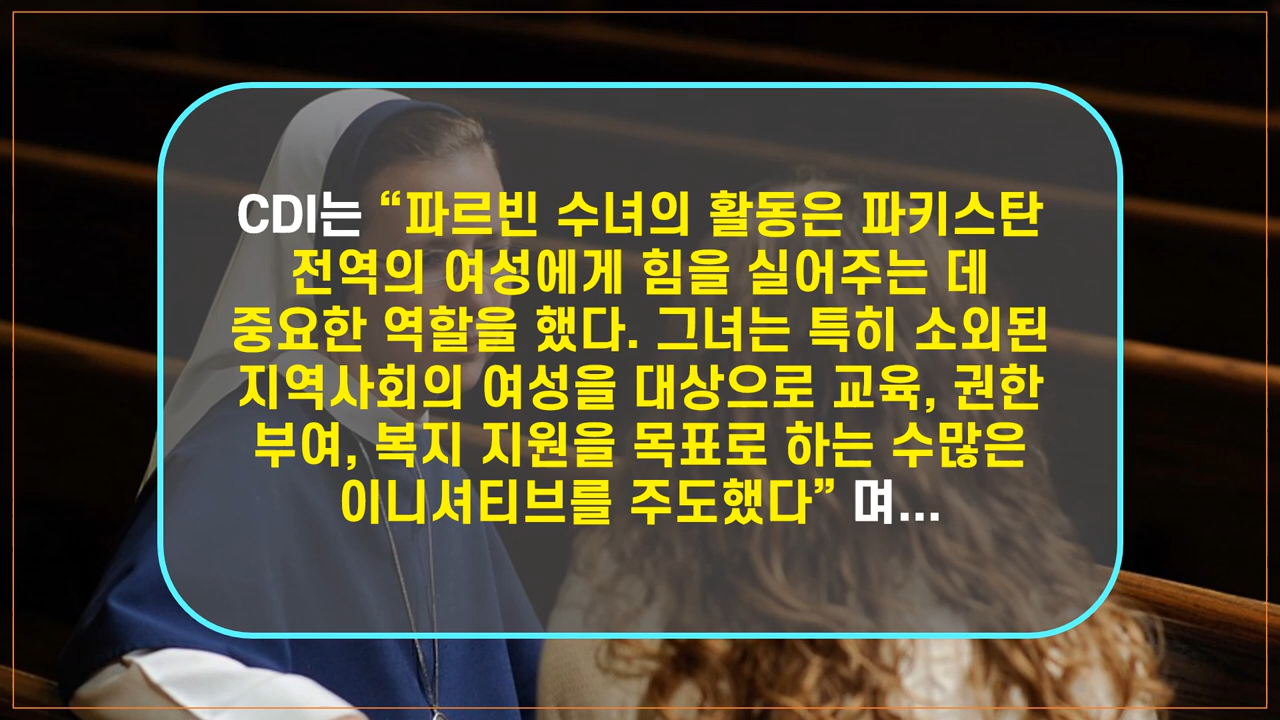 CDI는 “파르빈 수녀의 활동은 파키스탄
전역의 여성에게 힘을 실어주는 데
중요한 역할을 했다. 그녀는 특히 소외된
지역사회의 여성을 대상으로 교육, 권한
부여, 복지 지원을 목표로 하는 수많은
이니셔티브를 주도했다” 며...